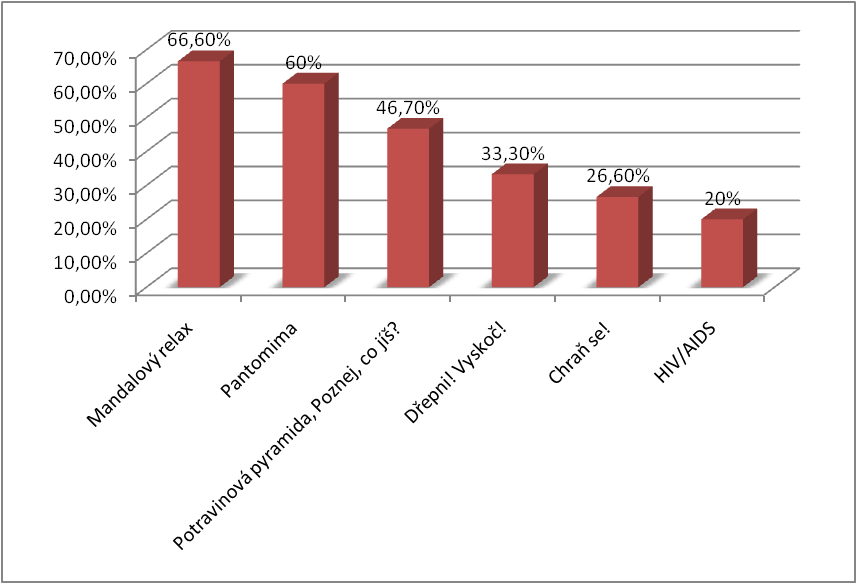 70,00%
60,00%
50,00%
40,00%
30,00%
20,00%
10,00%
0,00%
66,60%
60%
46,70%
33,30%
26,60%
20%
Mandalový relax
Pantomima
Potravinová pyramida, Poznej, co jíš?
Dřepni! Vyskoč!
Chraň se!
HIV/AIDS